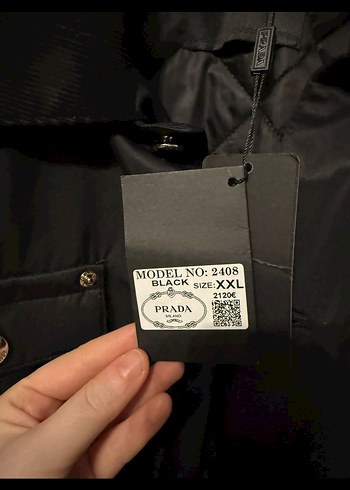 MODEL NO: 2408
BLACK SIZE: XXL
2120€
PRADA
MILANO